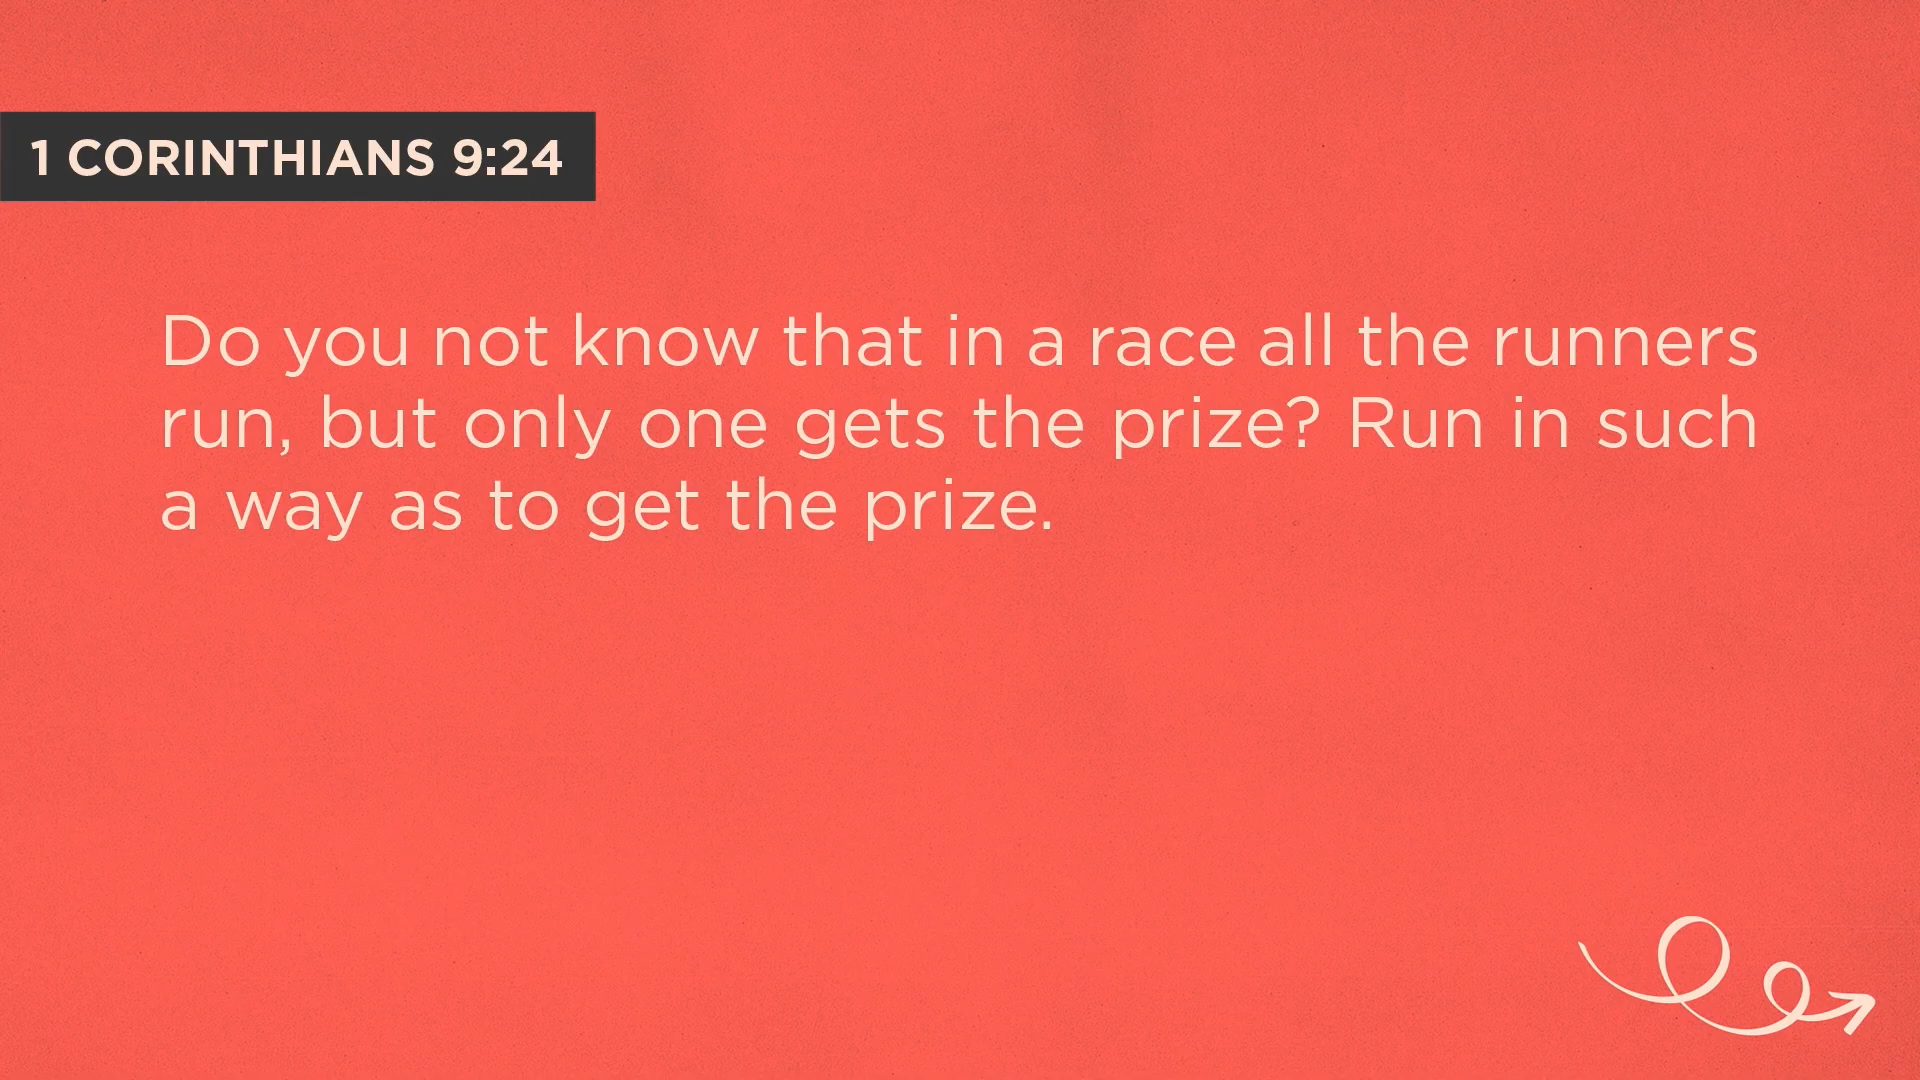 1 CORINTHIANS 9:24
Do you not know that in a race all the runners
run, but only one gets the prize? Run in such
a way as to get the prize.